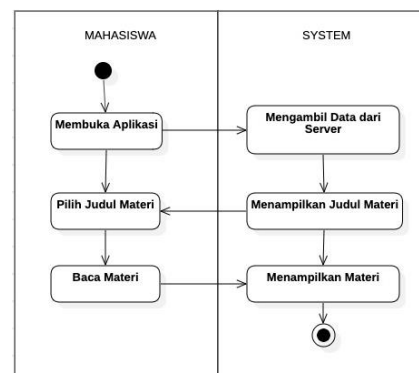 MAHASISWA
SYSTEM
Membuka Aplikasi
Mengambil Data dari
Server
Pilih Judul Materi
Menampilkan Judul Materi
Baca Materi
Menampilkan Materi